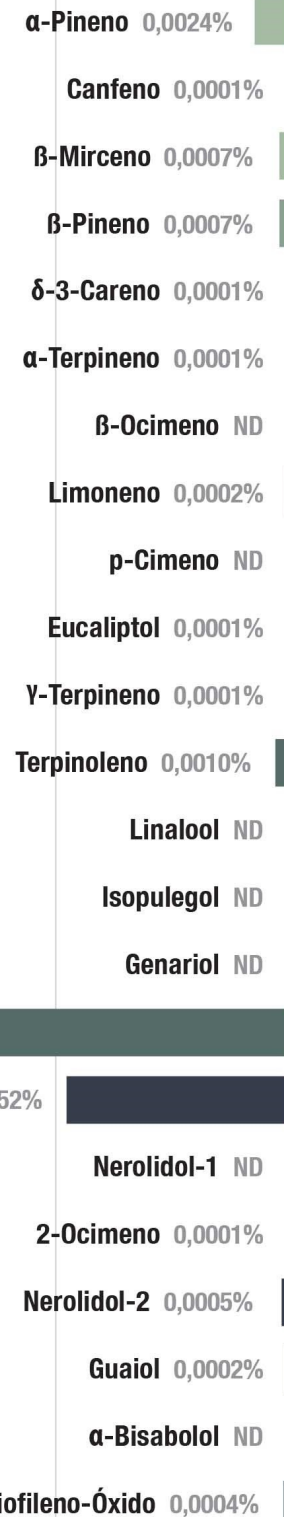 α-Pineno 0,0024%
Canfeno 0,0001%
ß-Mirceno 0,0007%
ß-Pineno 0,0007%
δ-3-Careno 0,0001%
α-Terpineno 0,0001%
ß-Ocimeno ND
Limoneno 0,0002%
p-Cimeno ND
Eucaliptol 0,0001%
γ-Terpineno 0,0001%
Terpinoleno 0,0010%
Linalool ND
Isopulegol ND
Genariol ND
52%
Nerolidol-1 ND
2-Ocimeno 0,0001%
Nerolidol-2 0,0005%
Guaiol 0,0002%
α-Bisabolol ND
iofileno-Óxido 0,0004%